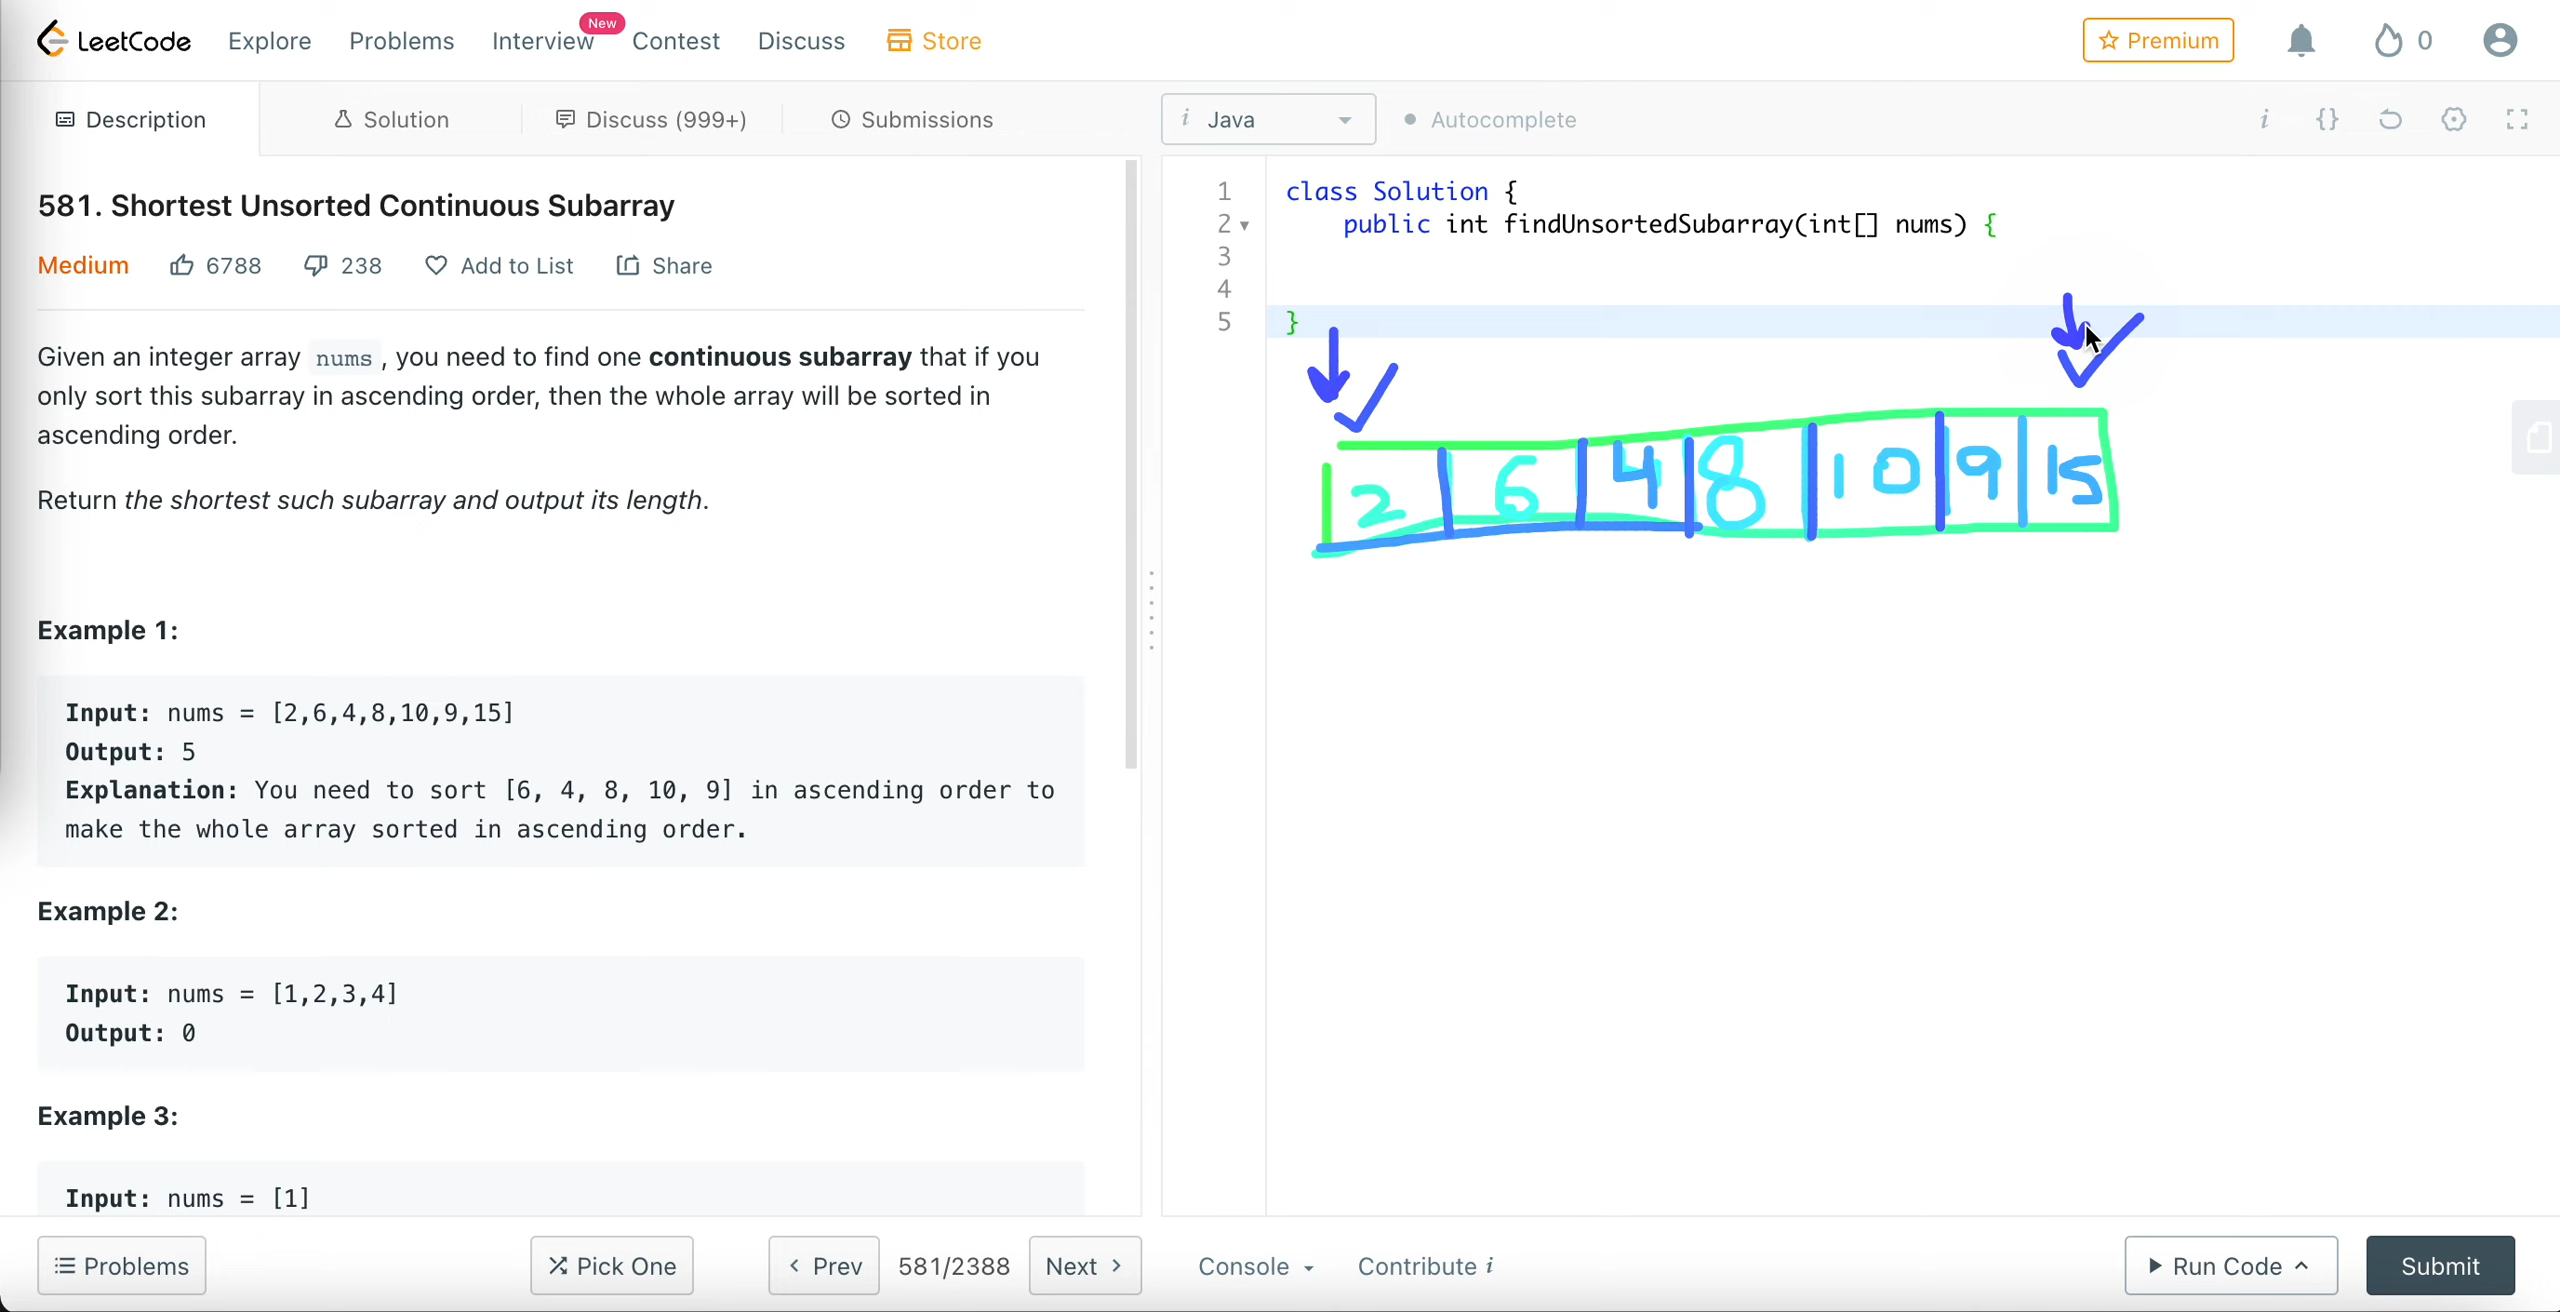 LeetCode Explore Problems Interview New Contest Discuss Store Premium 0
Description Solution Discuss (999+) Submissions
581. Shortest Unsorted Continuous Subarray
Medium 6788 238 Add to List Share
Given an integer array nums , you need to find one continuous subarray that if you
only sort this subarray in ascending order, then the whole array will be sorted in
ascending order.
Return the shortest such subarray and output its length.
Example 1:
Input: nums = [2,6,4,8,10,9,15]
Output: 5
Explanation: You need to sort [6, 4, 8, 10, 9] in ascending order to
make the whole array sorted in ascending order.
Example 2:
Input: nums = [1,2,3,4]
Output: 0
Example 3:
Input: nums = [1]
Problems Pick One Prev 581/2388 Next
i Java Autocomplete i {}
1 class Solution {
2 public int findUnsortedSubarray(int[] nums) {
3
4
5 }
2 6 4 8 10 9 15
Console Contribute i Run Code Submit